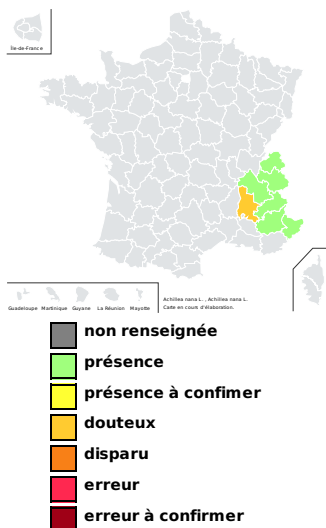 Île-de-France
Guadeloupe Martinique Guyane La Réunion Mayotte
Achillea nana L. , Achillea nana L.
Carte en cours d'élaboration.
non renseignée
présence
présence à confimer
douteux
disparu
erreur
erreur à confirmer